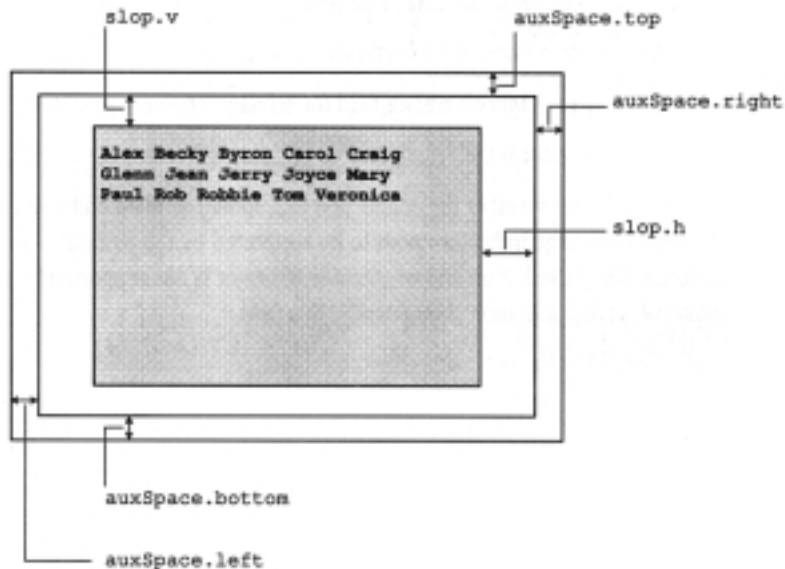 slop.v
auxSpace.top
auxSpace.right
Alex Becky Byron Carol Craig
Glenn Jean Jerry Joyce Mary
Paul Rob Robbie Tom Veronica
slop.h
auxSpace.bottom
auxSpace.left